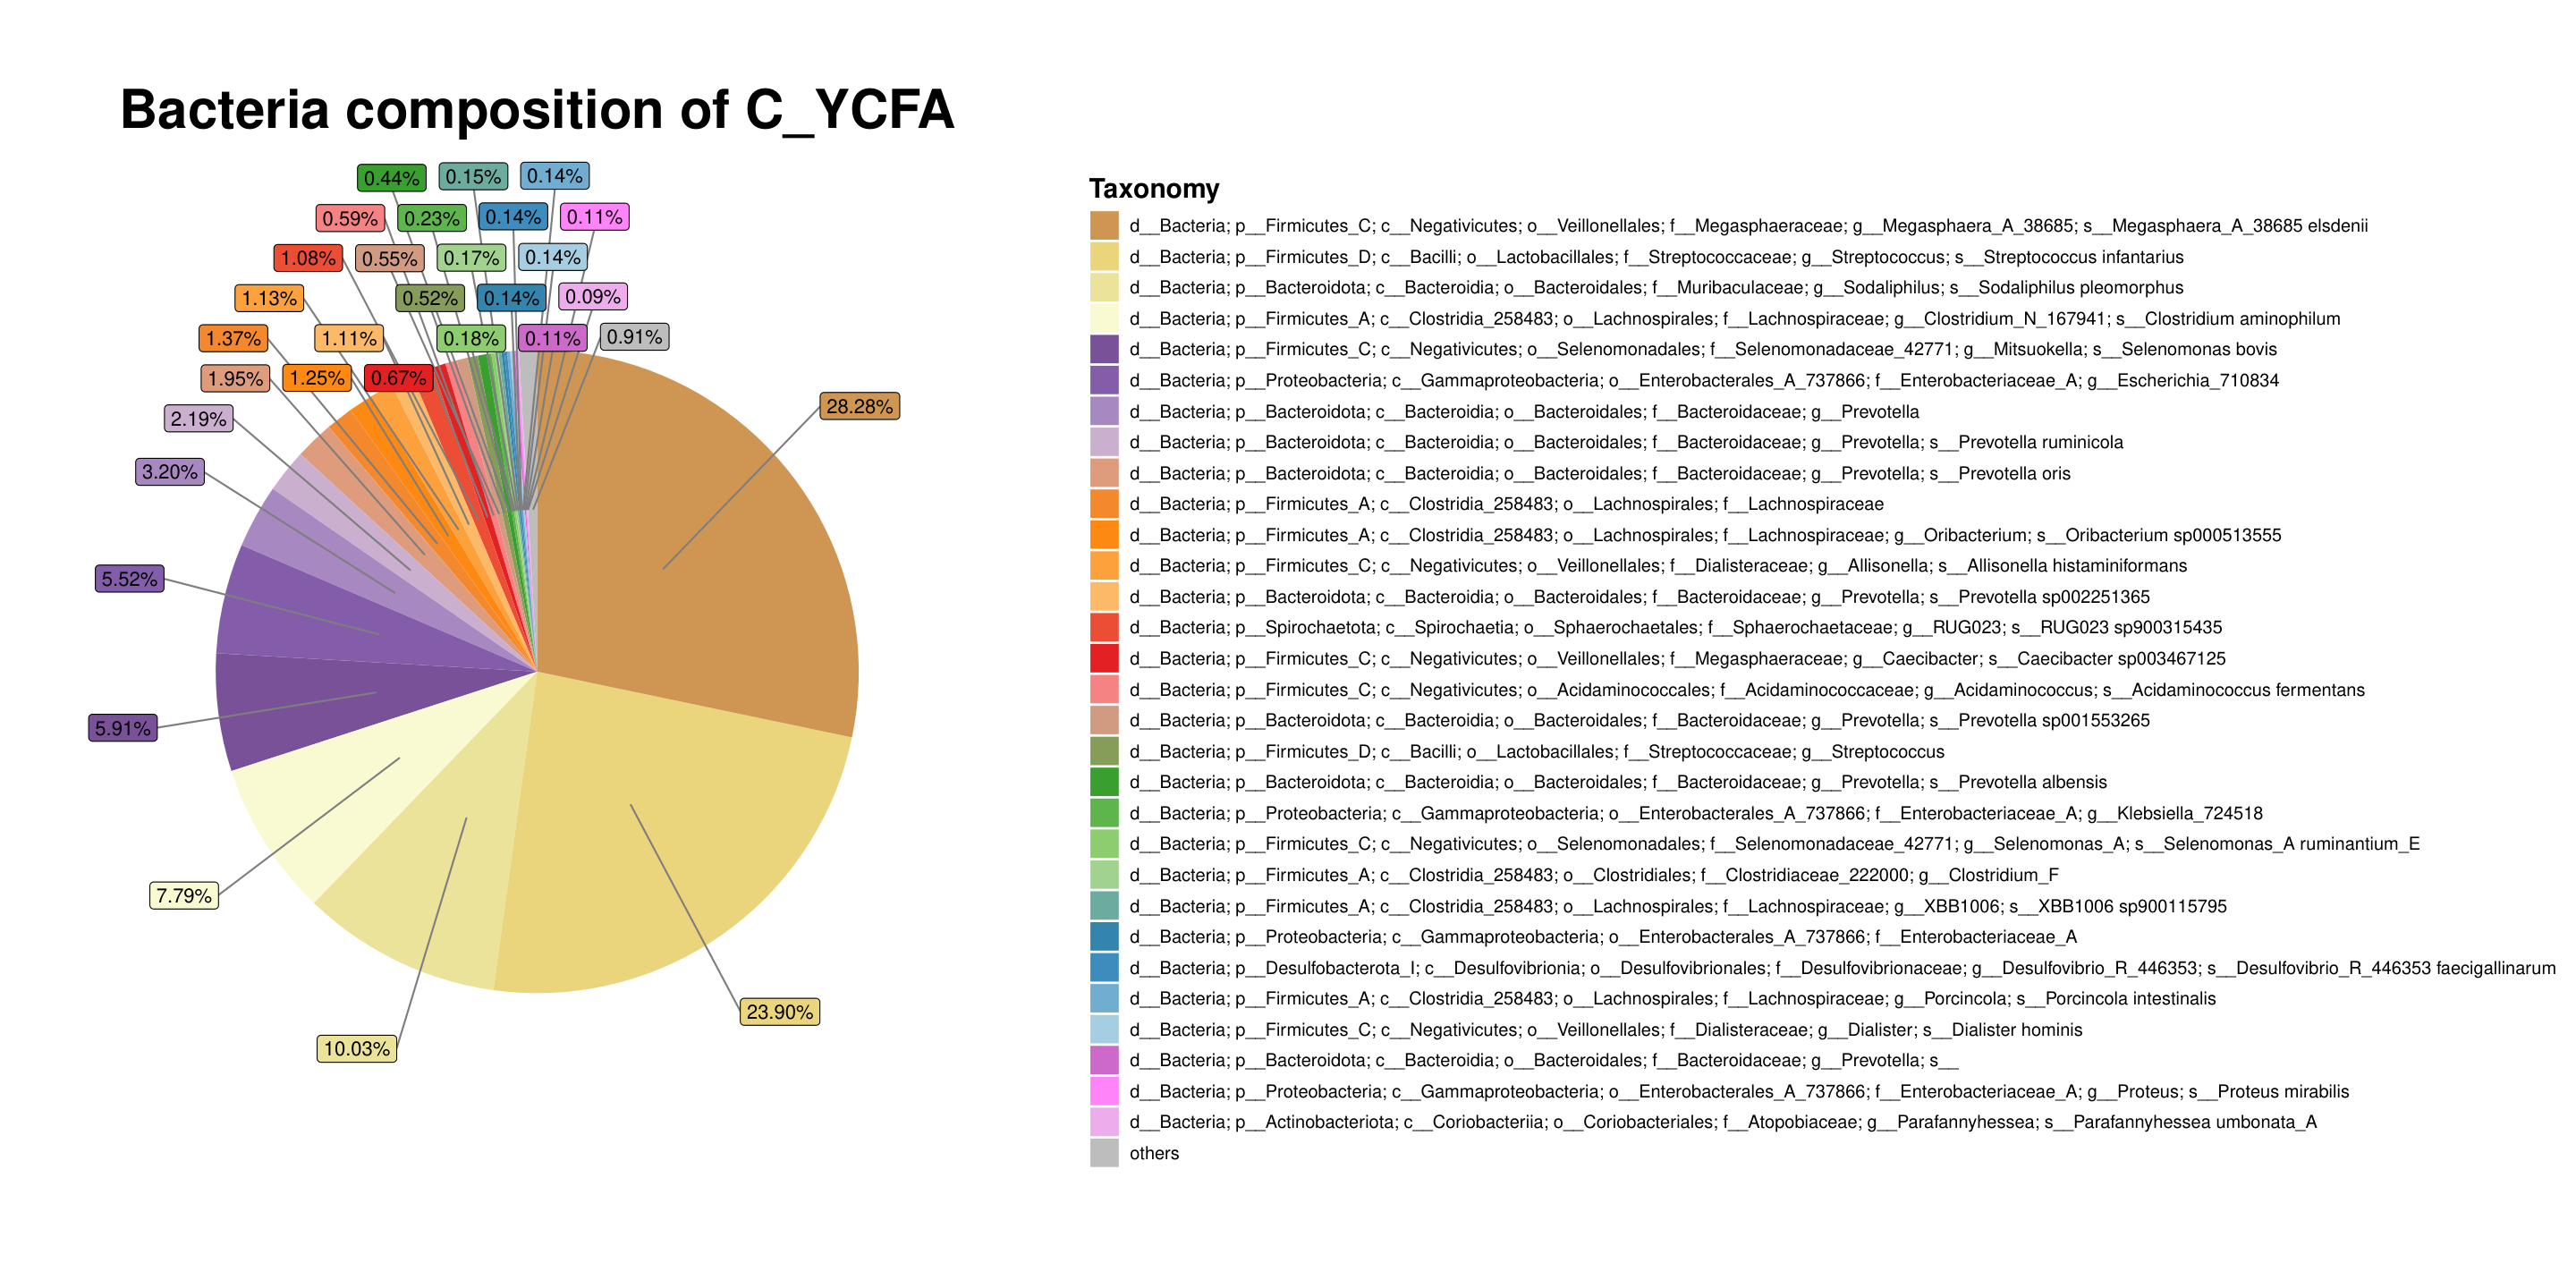 Bacteria composition of C_YCFA
0.44%
0.15%
0.14%
0.59%
0.23%
0.14%
0.11%
1.08%
0.55%
0.17%
0.14%
1.13%
0.52%
0.14%
0.09%
1.37%
1.11%
0.18%
0.11%
0.91%
1.95%
1.25%
0.67%
28.28%
2.19%
3.20%
5.52%
5.91%
7.79%
23.90%
10.03%
Taxonomy
d__Bacteria; p__Firmicutes_C; c__Negativicutes; o__Veillonellales; f__Megasphaeraceae; g__Megasphaera_A_38685; s__Megasphaera_A_38685 elsdenii
d__Bacteria; p__Firmicutes_D; c__Bacilli; o__Lactobacillales; f__Streptococcaceae; g__Streptococcus; s__Streptococcus infantarius
d__Bacteria; p__Bacteroidota; c__Bacteroidia; o__Bacteroidales; f__Muribaculaceae; g__Sodaliphilus; s__Sodaliphilus pleomorphus
d__Bacteria; p__Firmicutes_A; c__Clostridia_258483; o__Lachnospirales; f__Lachnospiraceae; g__Clostridium_N_167941; s__Clostridium aminophilum
d__Bacteria; p__Firmicutes_C; c__Negativicutes; o__Selenomonadales; f__Selenomonadaceae_42771; g__Mitsuokella; s__Selenomonas bovis
d__Bacteria; p__Proteobacteria; c__Gammaproteobacteria; o__Enterobacterales_A_737866; f__Enterobacteriaceae_A; g__Escherichia_710834
d__Bacteria; p__Bacteroidota; c__Bacteroidia; o__Bacteroidales; f__Bacteroidaceae; g__Prevotella
d__Bacteria; p__Bacteroidota; c__Bacteroidia; o__Bacteroidales; f__Bacteroidaceae; g__Prevotella; s__Prevotella ruminicola
d__Bacteria; p__Bacteroidota; c__Bacteroidia; o__Bacteroidales; f__Bacteroidaceae; g__Prevotella; s__Prevotella oris
d__Bacteria; p__Firmicutes_A; c__Clostridia_258483; o__Lachnospirales; f__Lachnospiraceae
d__Bacteria; p__Firmicutes_A; c__Clostridia_258483; o__Lachnospirales; f__Lachnospiraceae; g__Oribacterium; s__Oribacterium sp000513555
d__Bacteria; p__Firmicutes_C; c__Negativicutes; o__Veillonellales; f__Dialisteraceae; g__Allisonella; s__Allisonella histaminiformans
d__Bacteria; p__Bacteroidota; c__Bacteroidia; o__Bacteroidales; f__Bacteroidaceae; g__Prevotella; s__Prevotella sp002251365
d__Bacteria; p__Spirochaetota; c__Spirochaetia; o__Sphaerochaetales; f__Sphaerochaetaceae; g__RUG023; s__RUG023 sp900315435
d__Bacteria; p__Firmicutes_C; c__Negativicutes; o__Veillonellales; f__Megasphaeraceae; g__Caecibacter; s__Caecibacter sp003467125
d__Bacteria; p__Firmicutes_C; c__Negativicutes; o__Acidaminococcales; f__Acidaminococcaceae; g__Acidaminococcus; s__Acidaminococcus fermentans
d__Bacteria; p__Bacteroidota; c__Bacteroidia; o__Bacteroidales; f__Bacteroidaceae; g__Prevotella; s__Prevotella sp001553265
d__Bacteria; p__Firmicutes_D; c__Bacilli; o__Lactobacillales; f__Streptococcaceae; g__Streptococcus
d__Bacteria; p__Bacteroidota; c__Bacteroidia; o__Bacteroidales; f__Bacteroidaceae; g__Prevotella; s__Prevotella albensis
d__Bacteria; p__Proteobacteria; c__Gammaproteobacteria; o__Enterobacterales_A_737866; f__Enterobacteriaceae_A; g__Klebsiella_724518
d__Bacteria; p__Firmicutes_C; c__Negativicutes; o__Selenomonadales; f__Selenomonadaceae_42771; g__Selenomonas_A; s__Selenomonas_A ruminantium_E
d__Bacteria; p__Firmicutes_A; c__Clostridia_258483; o__Clostridiales; f__Clostridiaceae_222000; g__Clostridium_F
d__Bacteria; p__Firmicutes_A; c__Clostridia_258483; o__Lachnospirales; f__Lachnospiraceae; g__XBB1006; s__XBB1006 sp900115795
d__Bacteria; p__Proteobacteria; c__Gammaproteobacteria; o__Enterobacterales_A_737866; f__Enterobacteriaceae_A
d__Bacteria; p__Desulfobacterota_I; c__Desulfovibrionia; o__Desulfovibrionales; f__Desulfovibrionaceae; g__Desulfovibrio_R_446353; s__Desulfovibrio_R_446353 faecigallinarum
d__Bacteria; p__Firmicutes_A; c__Clostridia_258483; o__Lachnospirales; f__Lachnospiraceae; g__Porcincola; s__Porcincola intestinalis
d__Bacteria; p__Firmicutes_C; c__Negativicutes; o__Veillonellales; f__Dialisteraceae; g__Dialister; s__Dialister hominis
d__Bacteria; p__Bacteroidota; c__Bacteroidia; o__Bacteroidales; f__Bacteroidaceae; g__Prevotella; s__
d__Bacteria; p__Proteobacteria; c__Gammaproteobacteria; o__Enterobacterales_A_737866; f__Enterobacteriaceae_A; g__Proteus; s__Proteus mirabilis
d__Bacteria; p__Actinobacteriota; c__Coriobacteriia; o__Coriobacteriales; f__Atopobiaceae; g__Parafannyhessea; s__Parafannyhessea umbonata_A
others